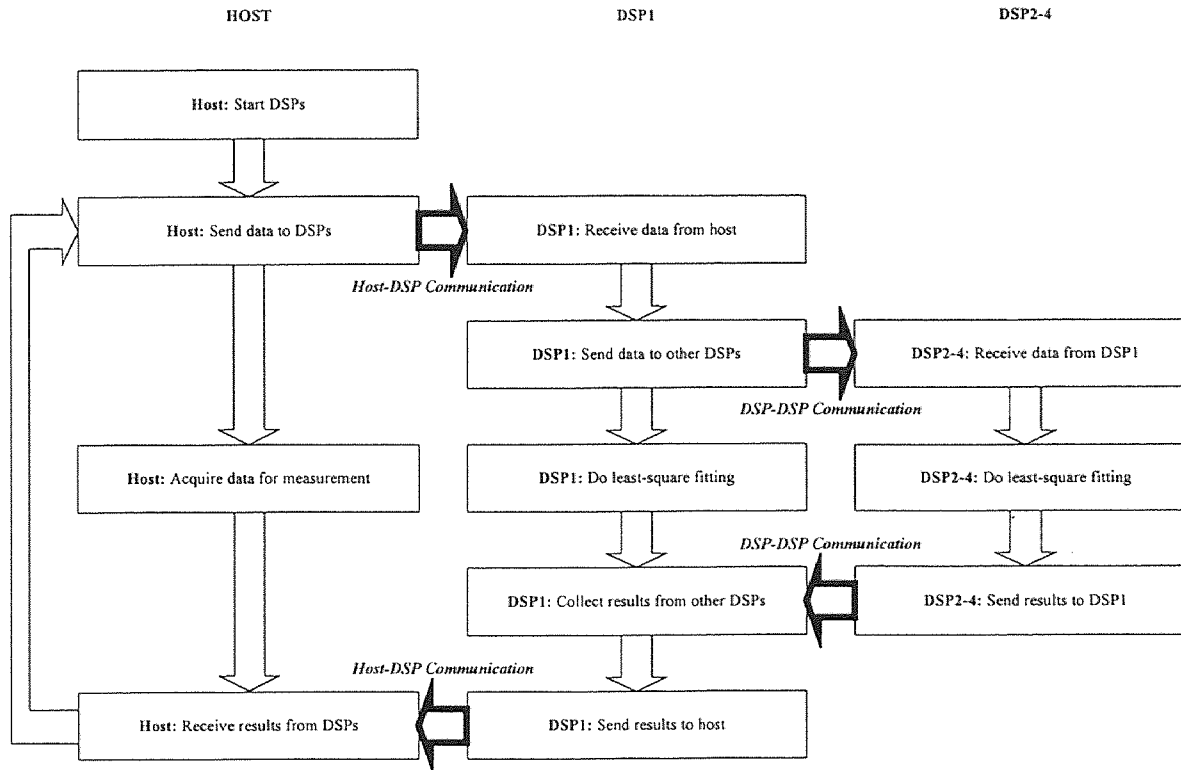 HOST
DSP1
DSP2-4
Host: Start DSPs
Host: Send data to DSPs
DSP1: Receive data from host
Host-DSP Communication
DSP1: Send data to other DSPs
DSP2-4: Receive data from DSP1
DSP-DSP Communication
Host: Acquire data for measurement
DSP1: Do least-square fitting
DSP2-4: Do least-square fitting
DSP-DSP Communication
DSP1: Collect results from other DSPs
DSP2-4: Send results to DSP1
Host-DSP Communication
Host: Receive results from DSPs
DSP1: Send results to host